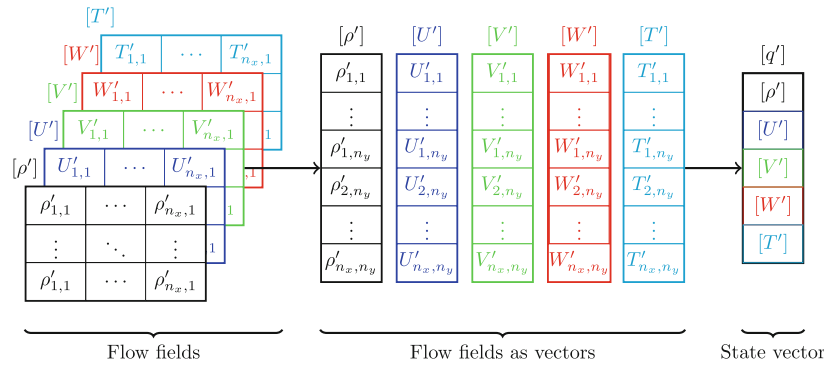 [T′]
[W′] T′1,1 ⋯ T′nx,1
[V′] W′1,1 ⋯ W′nx,1
[U′] V′1,1 ⋯ V′nx,1
[ρ′] U′1,1 ⋯ U′nx,1
ρ′1,1 ⋯ ρ′nx,1
⋮ ⋱ ⋮
ρ′1,1 ⋯ ρ′nx,1
Flow fields
[ρ′] [U′] [V′] [W′] [T′]
ρ′1,1 U′1,1 V′1,1 W′1,1 T′1,1
⋮ ⋮ ⋮ ⋮ ⋮
ρ′1,ny U′1,ny V′1,ny W′1,ny T′1,ny
ρ′2,ny U′2,ny V′2,ny W′2,ny T′2,ny
⋮ ⋮ ⋮ ⋮ ⋮
ρ′nx,ny U′nx,ny V′nx,ny W′nx,ny T′nx,ny
Flow fields as vectors
[q′]
[ρ′]
[U′]
[V′]
[W′]
[T′]
State vector